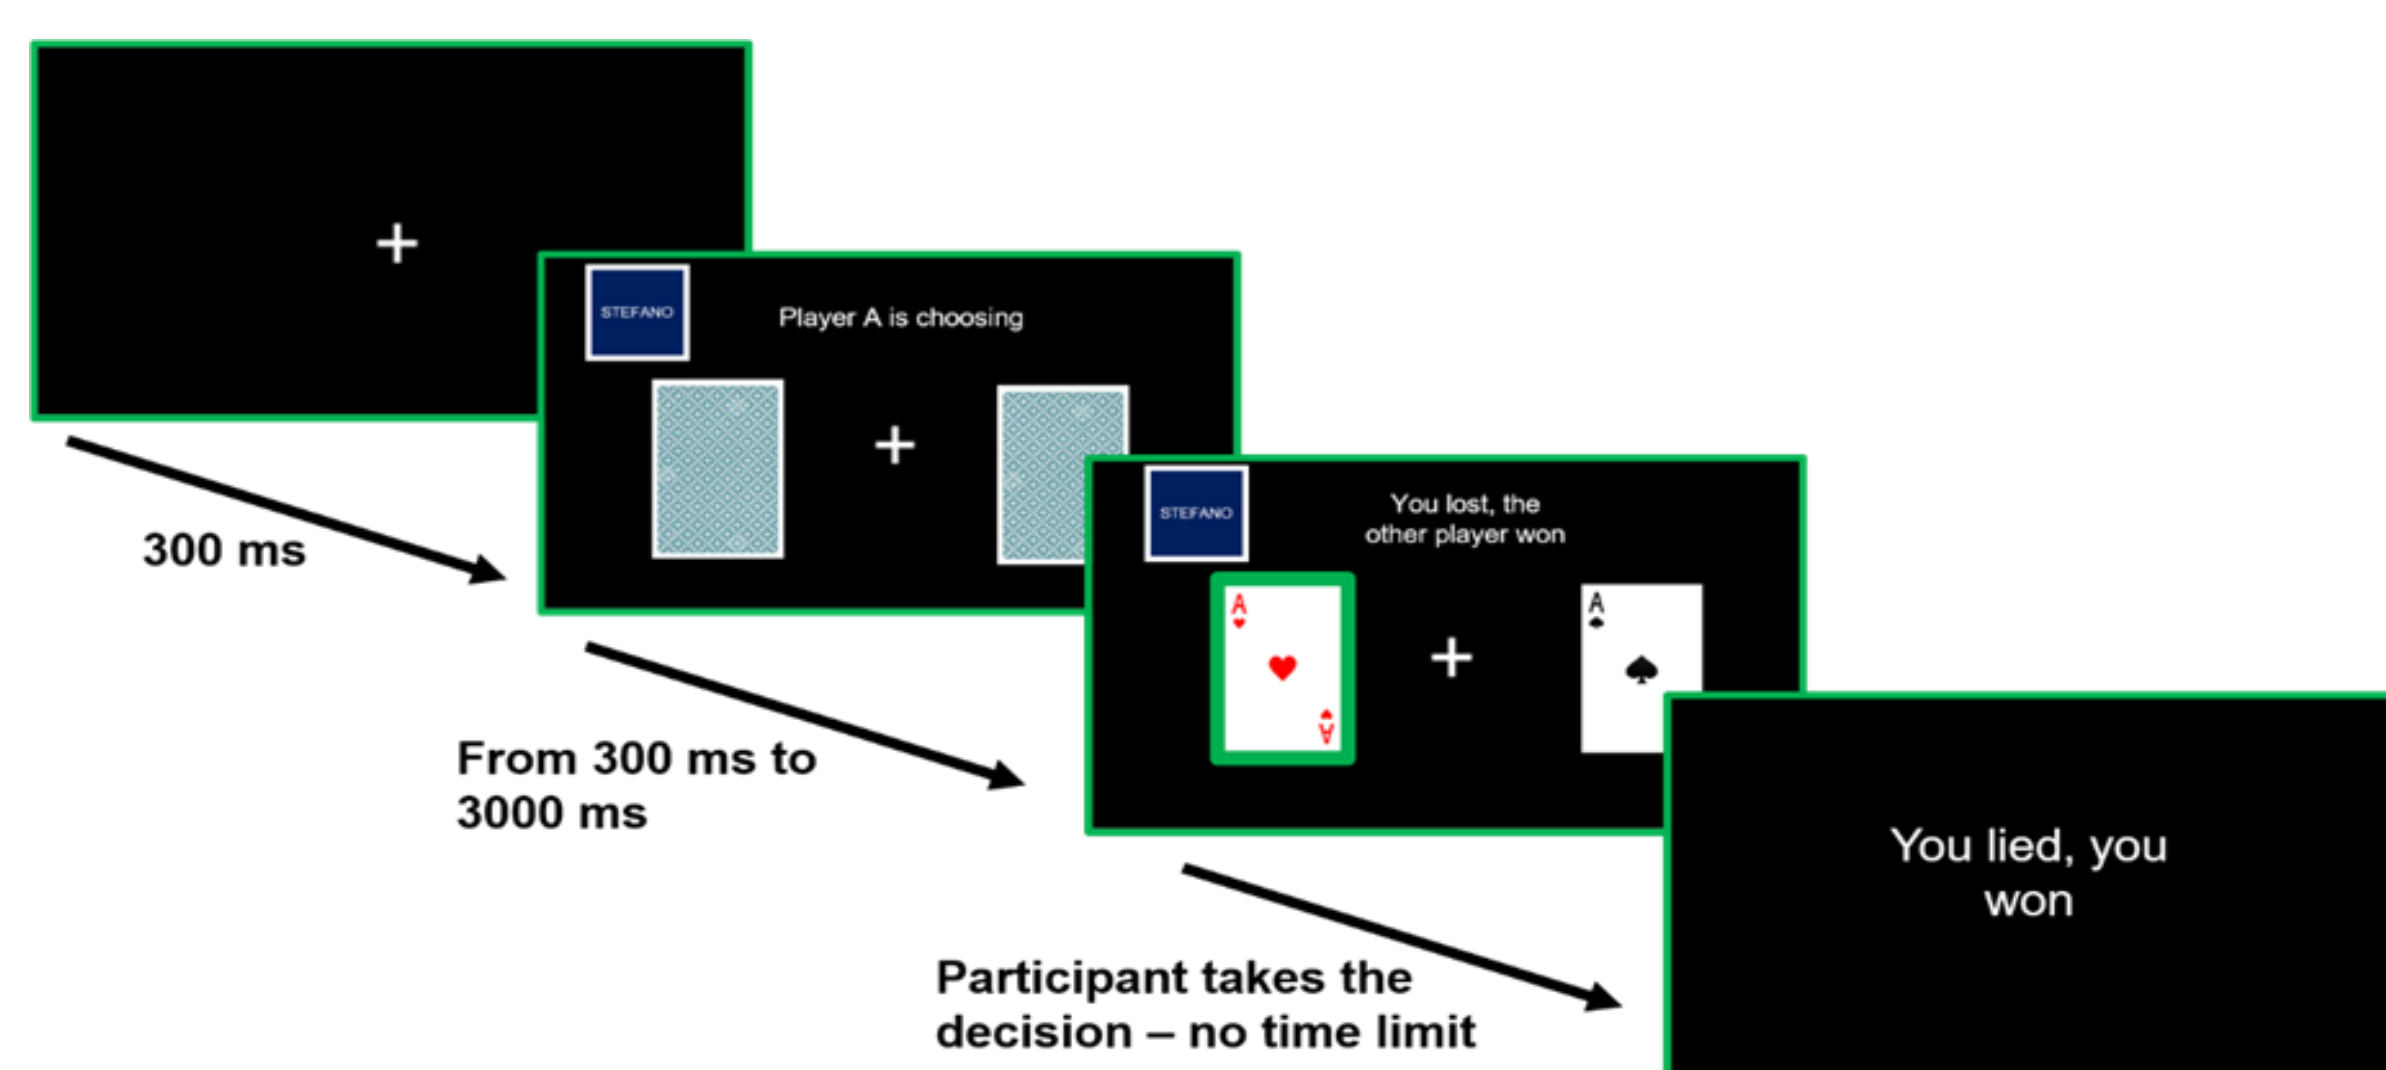 STEFANO
Player A is choosing
300 ms
STEFANO
You lost, the
other player won
A
A
A
From 300 ms to
3000 ms
You lied, you
won
Participant takes the
decision – no time limit